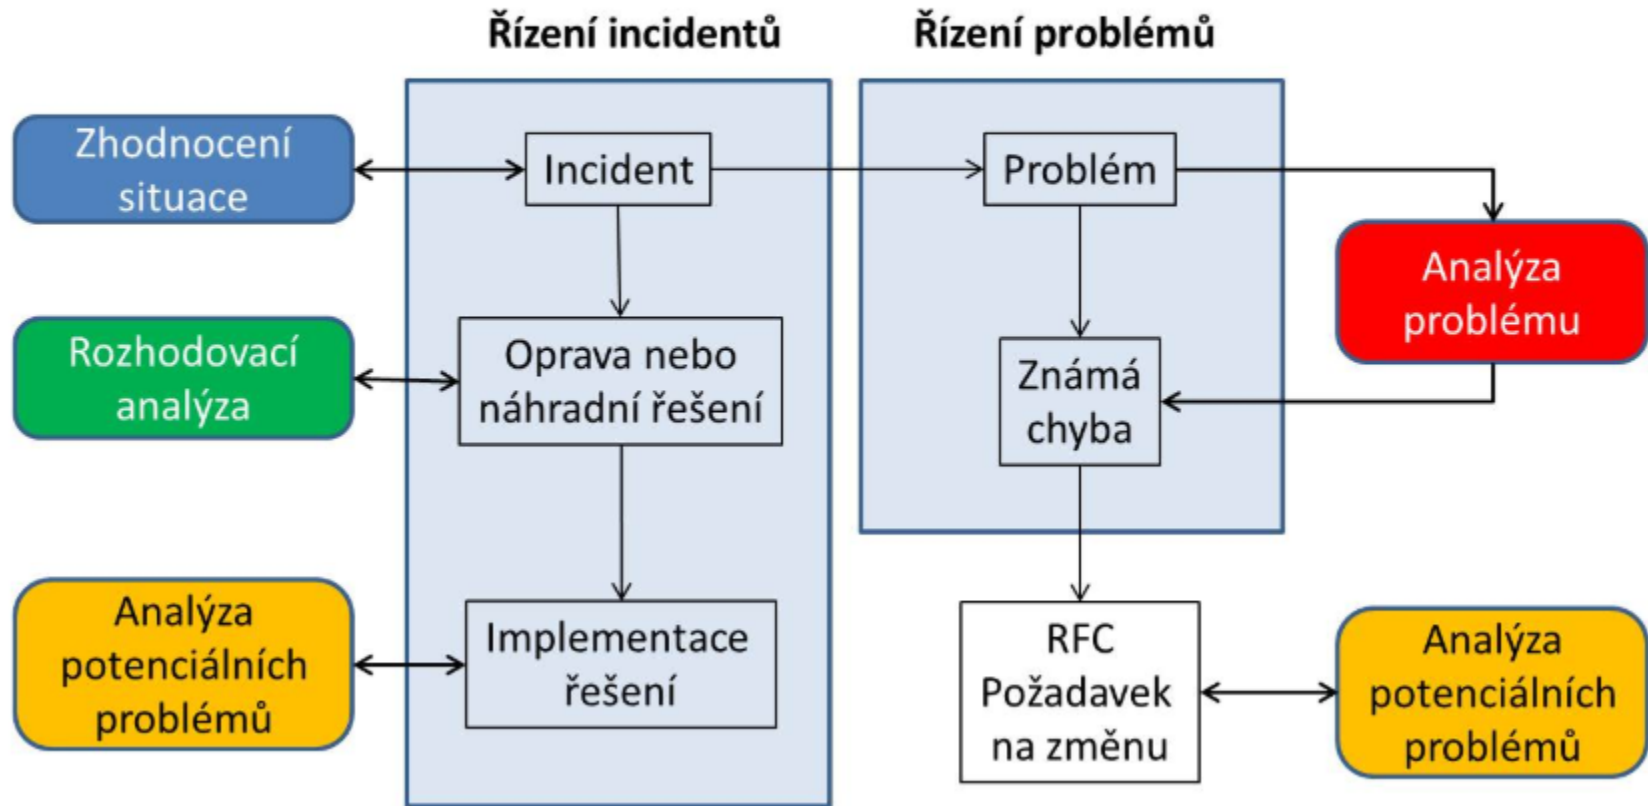 Řízení incidentů
Řízení problémů
Zhodnocení
situace
Incident
Problém
Analýza
problému
Rozhodovací
analýza
Oprava nebo
náhradní řešení
Známá
chyba
Analýza
potenciálních
problémů
Implementace
řešení
RFC
Požadavek
na změnu
Analýza
potenciálních
problémů